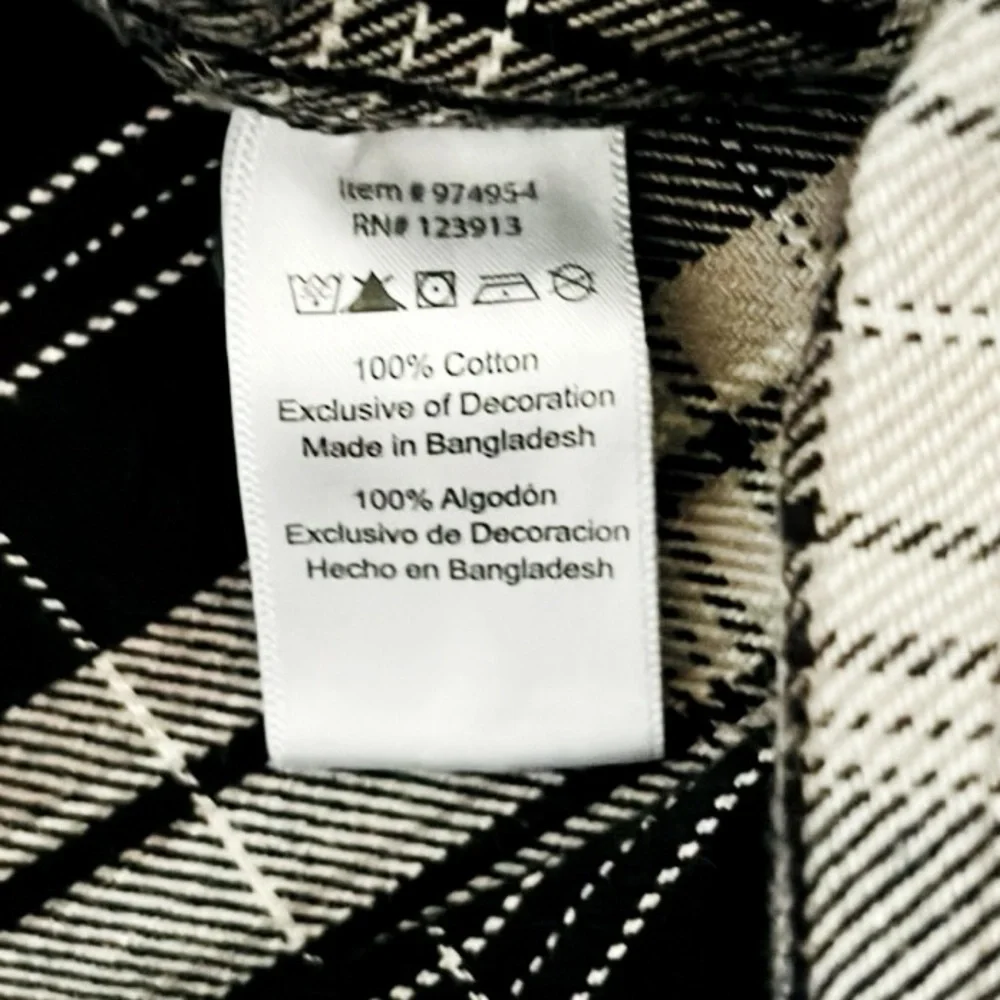 Item # 974954
RN# 123913
100% Cotton
Exclusive of Decoration
Made in Bangladesh
100% Algodón
Exclusivo de Decoracion
Hecho en Bangladesh